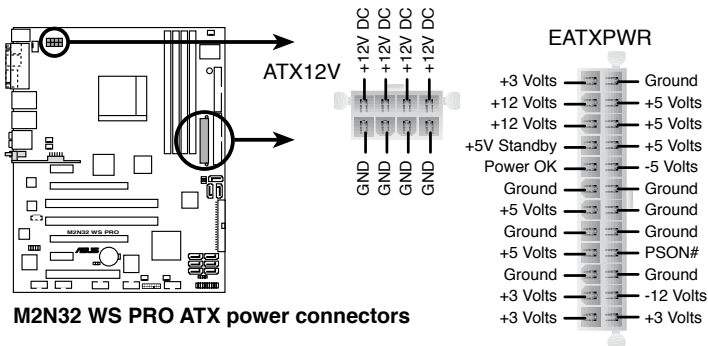 ATX12V
+12V DC
+12V DC
+12V DC
+12V DC
GND
GND
GND
GND
EATXPWR
+3 Volts Ground
+12 Volts +5 Volts
+12 Volts +5 Volts
+5V Standby +5 Volts
Power OK -5 Volts
Ground Ground
+5 Volts Ground
Ground Ground
+5 Volts PSON#
Ground Ground
+3 Volts -12 Volts
+3 Volts +3 Volts
M2N32 WS PRO
ASUS
M2N32 WS PRO ATX power connectors